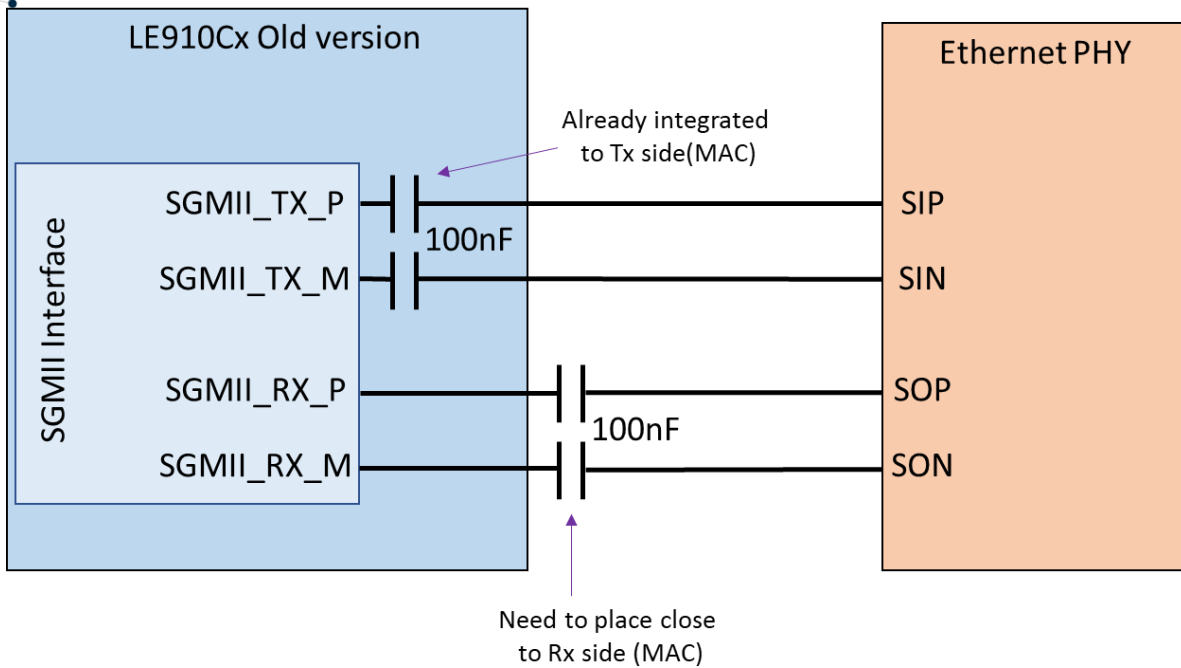 LE910Cx Old version
Ethernet PHY
Already integrated
to Tx side(MAC)
SGMII Interface
SGMII_TX_P
100nF
SIP
SGMII_TX_M
SIN
SGMII_RX_P
SOP
100nF
SGMII_RX_M
SON
Need to place close
to Rx side (MAC)